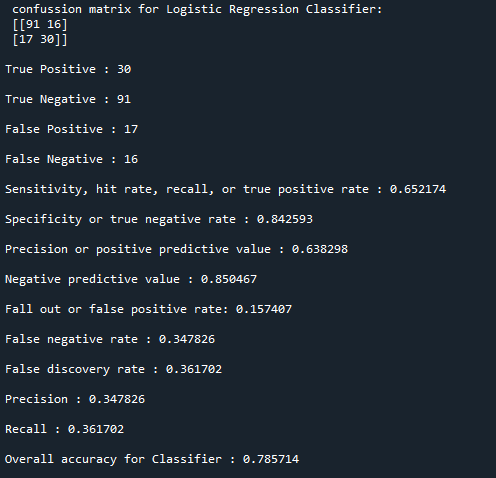 confussion matrix for Logistic Regression Classifier:
[[91 16]
[17 30]]
True Positive : 30
True Negative : 91
False Positive : 17
False Negative : 16
Sensitivity, hit rate, recall, or true positive rate : 0.652174
Specificity or true negative rate : 0.842593
Precision or positive predictive value : 0.638298
Negative predictive value : 0.850467
Fall out or false positive rate: 0.157407
False negative rate : 0.347826
False discovery rate : 0.361702
Precision : 0.347826
Recall : 0.361702
Overall accuracy for Classifier : 0.785714